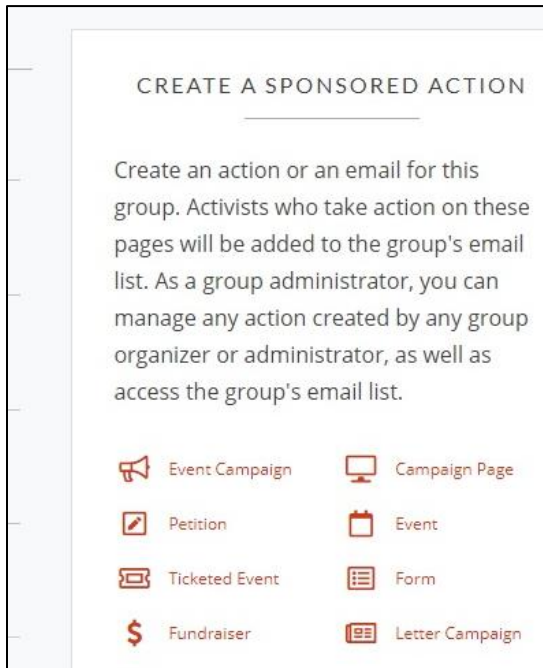 CREATE A SPONSORED ACTION
Create an action or an email for this
group. Activists who take action on these
pages will be added to the group's email
list. As a group administrator, you can
manage any action created by any group
organizer or administrator, as well as
access the group's email list.
Event Campaign
Campaign Page
Petition
Event
Ticketed Event
Form
Fundraiser
Letter Campaign